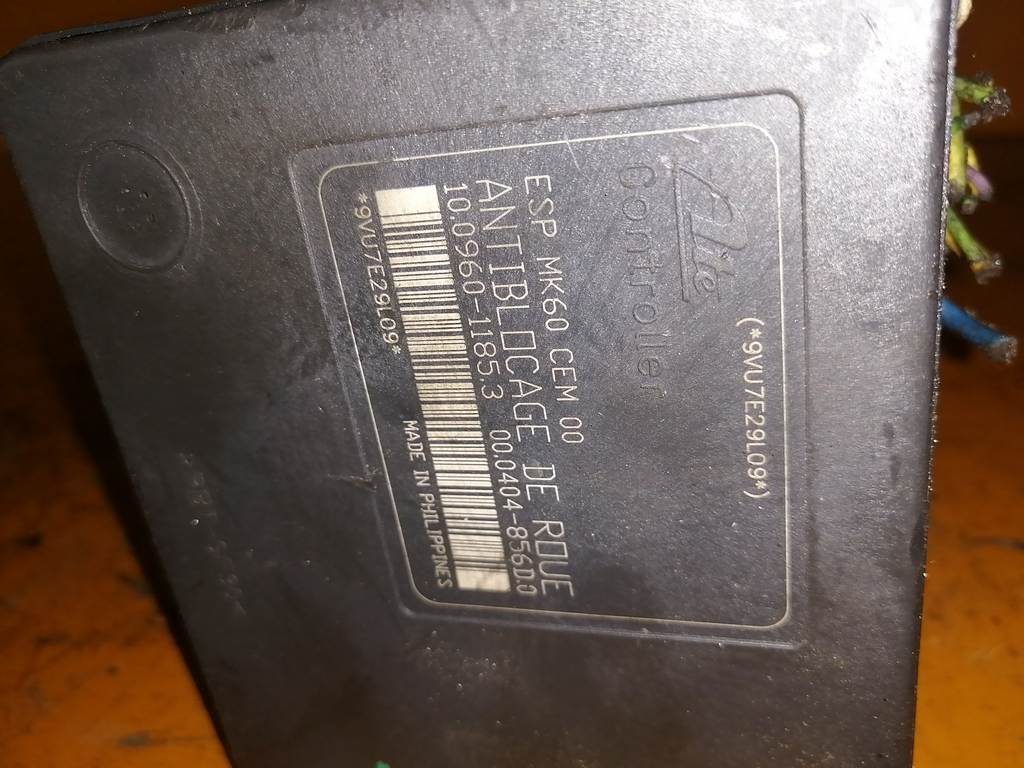 (*9VU7E29L09*)
Ate
Controller
ESP MK60 CEM 00
ANTIBLOCAGE DE ROUE
10.0960-1185.3 00.0404-856D.0
*9VU7E29L09*
MADE IN PHILIPPINES